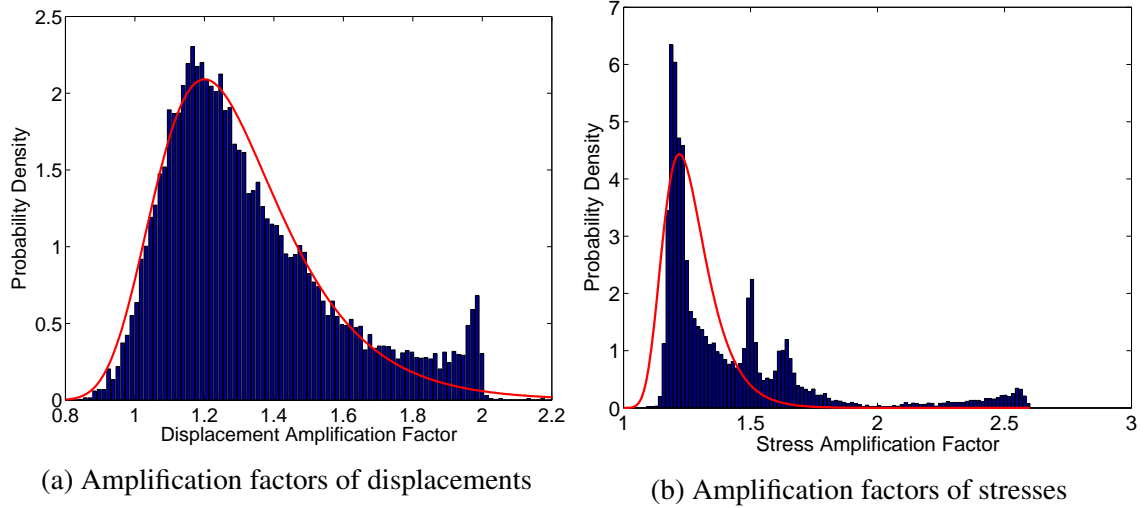 2.5
2
1.5
1
0.5
0
Probability Density
0.8 1 1.2 1.4 1.6 1.8 2 2.2
Displacement Amplification Factor
(a) Amplification factors of displacements
7
6
5
4
3
2
1
0
Probability Density
1 1.5 2 2.5 3
Stress Amplification Factor
(b) Amplification factors of stresses